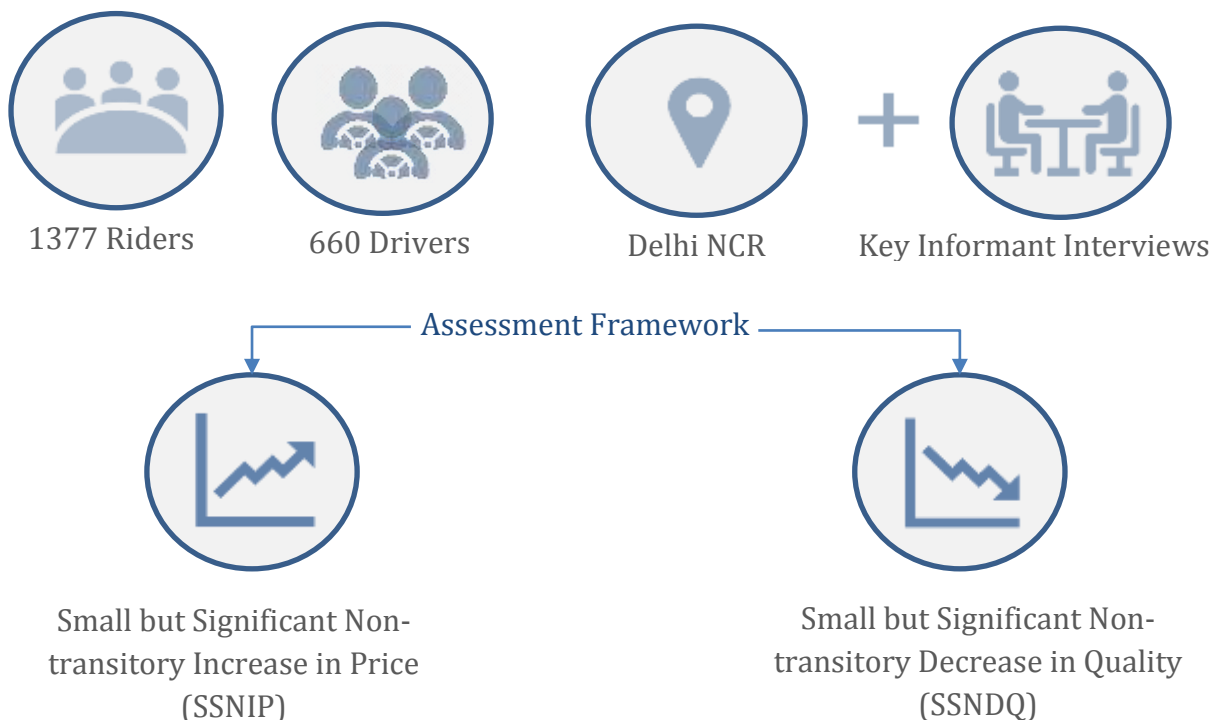 1377 Riders
660 Drivers
Delhi NCR
Key Informant Interviews
Assessment Framework
Small but Significant Non-
transitory Increase in Price
(SSNIP)
Small but Significant Non-
transitory Decrease in Quality
(SSNDQ)